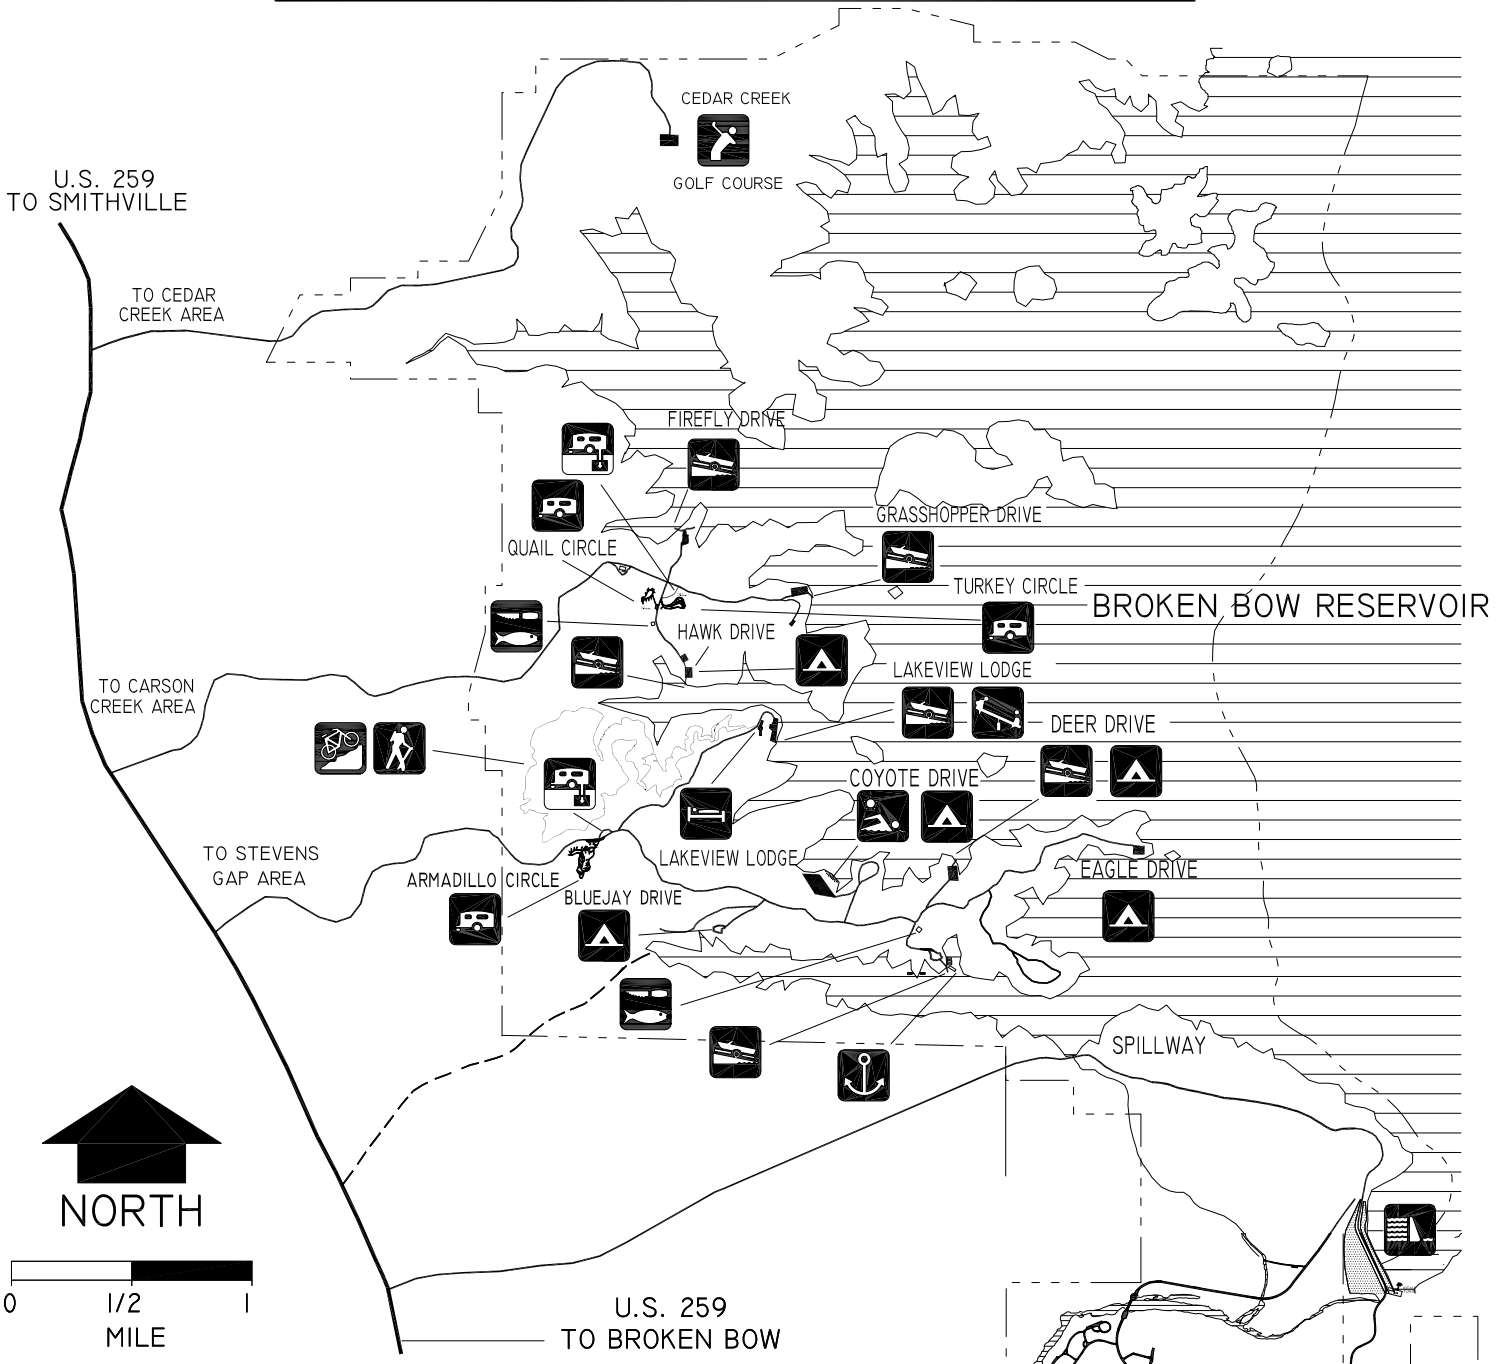 CEDAR CREEK
GOLF COURSE
U.S. 259
TO SMITHVILLE
TO CEDAR
CREEK AREA
FIREFLY DRIVE
GRASSHOPPER DRIVE
QUAIL CIRCLE
TURKEY CIRCLE
BROKEN BOW RESERVOIR
HAWK DRIVE
LAKEVIEW LODGE
TO CARSON
CREEK AREA
DEER DRIVE
COYOTE DRIVE
TO STEVENS
GAP AREA
LAKEVIEW LODGE
EAGLE DRIVE
ARMADILLO CIRCLE
BLUEJAY DRIVE
SPILLWAY
NORTH
0 1/2 1
MILE
U.S. 259
TO BROKEN BOW